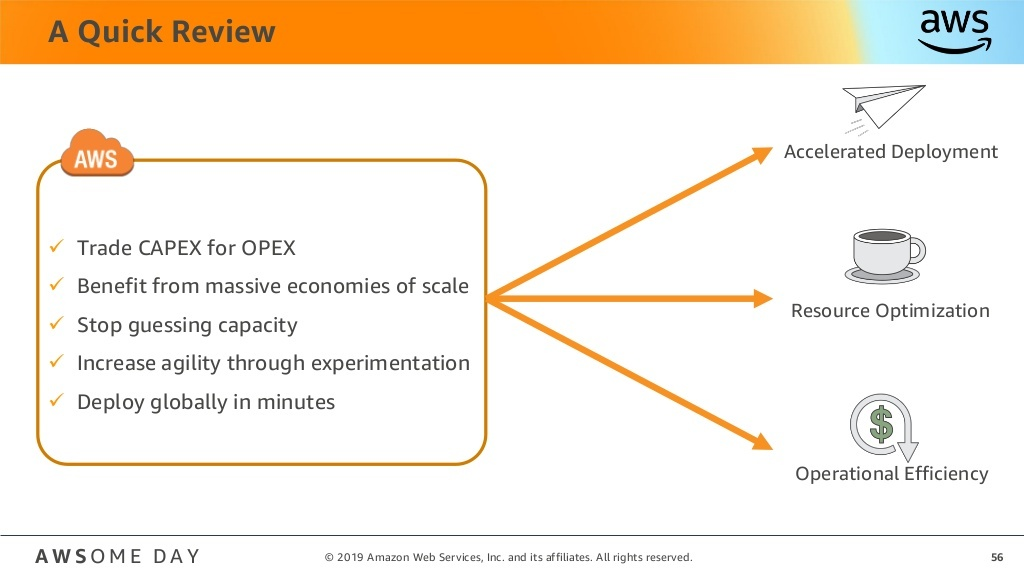 A Quick Review
aws
AWS
Trade CAPEX for OPEX
Benefit from massive economies of scale
Stop guessing capacity
Increase agility through experimentation
Deploy globally in minutes
Accelerated Deployment
Resource Optimization
$
Operational Efficiency
AWSOME DAY
© 2019 Amazon Web Services, Inc. and its affiliates. All rights reserved.
56